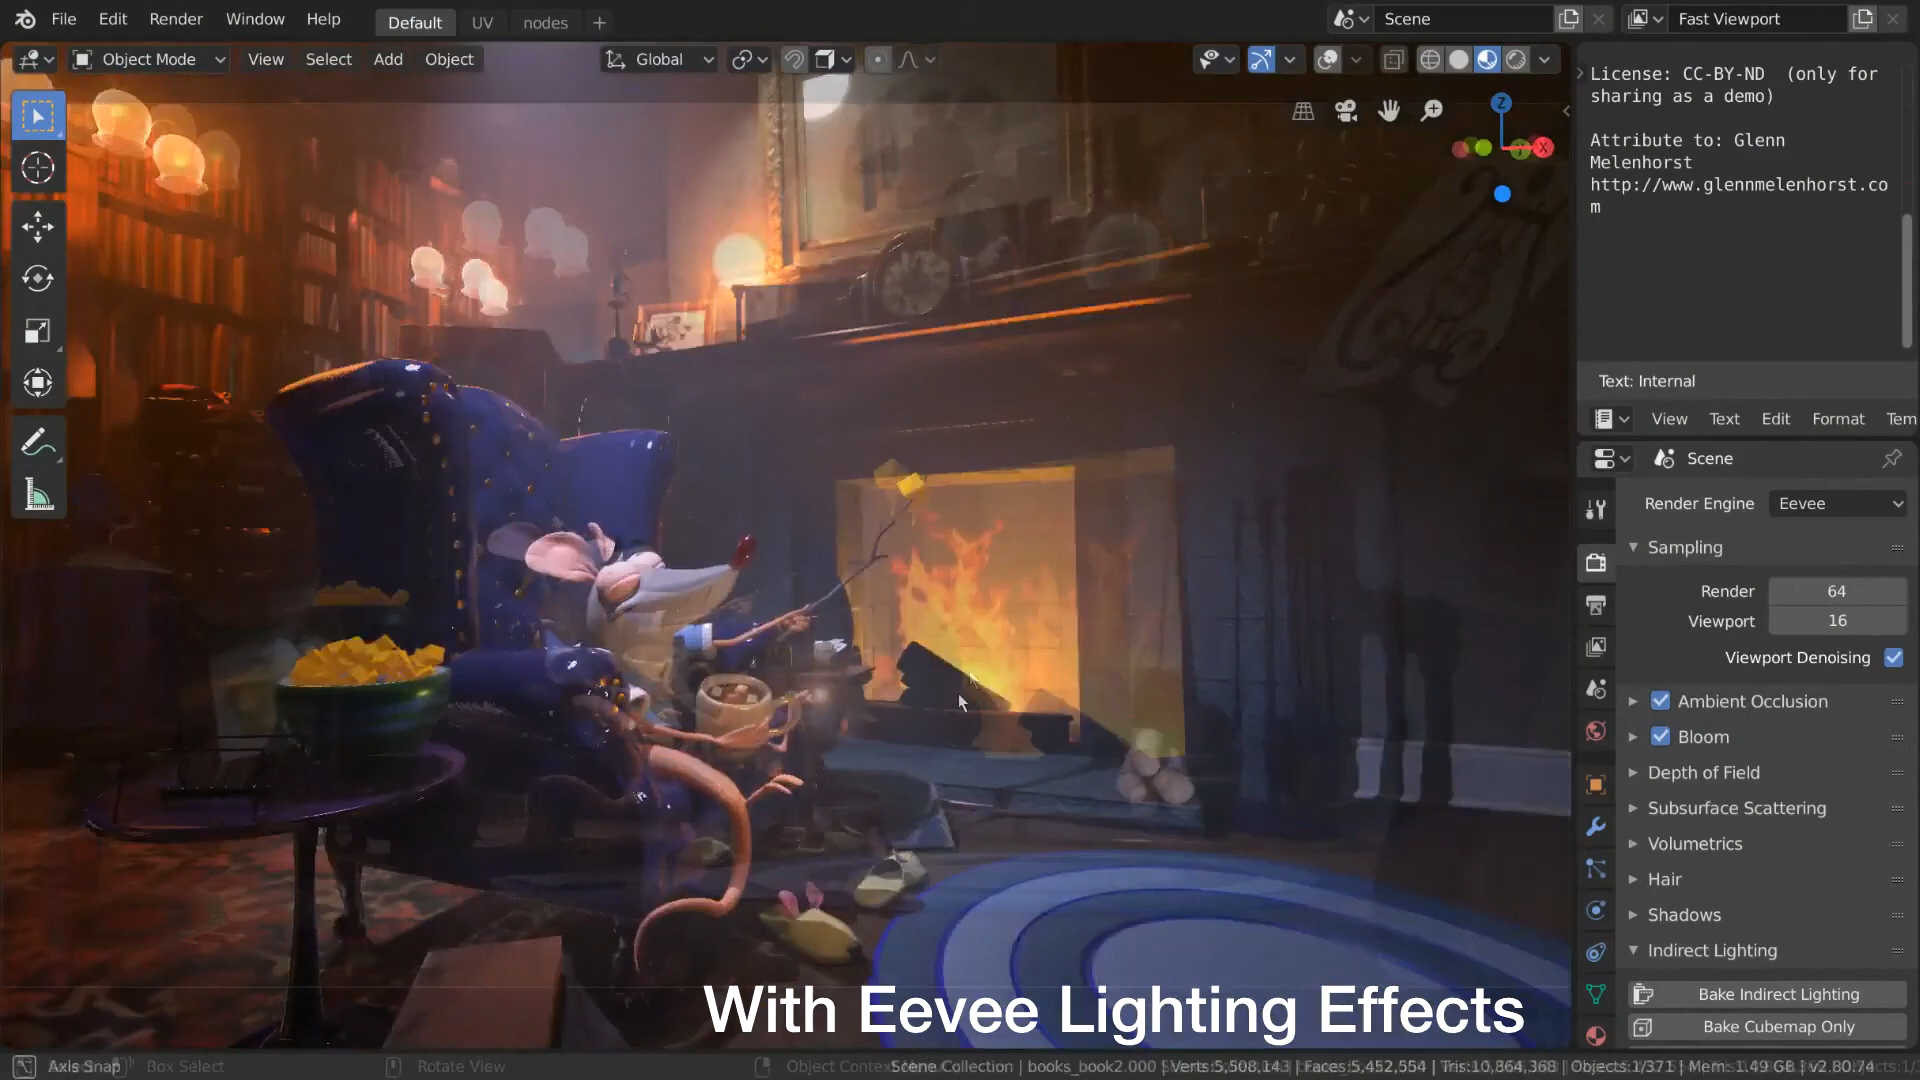 File Edit Render Window Help Default UV nodes + Scene Fast Viewport
Object Mode View Select Add Object Global
License: CC-BY-ND (only for
sharing as a demo)
Attribute to: Glenn
Melenhorst
http://www.glennmelenhorst.co
m
Z
X
Text: Internal
View Text Edit Format Tem
Scene
Render Engine Eevee
Sampling
Render 64
Viewport 16
Viewport Denoising
Ambient Occlusion
Bloom
Depth of Field
Subsurface Scattering
Volumetrics
Hair
Shadows
Indirect Lighting
Bake Indirect Lighting
Bake Cubemap Only
With Eevee Lighting Effects
Axis Snap Box Select Rotate View Object Context Scene Collection | books_book2.000 | Verts:5,508,143 | Faces:5,452,554 | Tris:10,864,368 | Objects:1/371 | Mem: 1.49 GB | v2.80.74